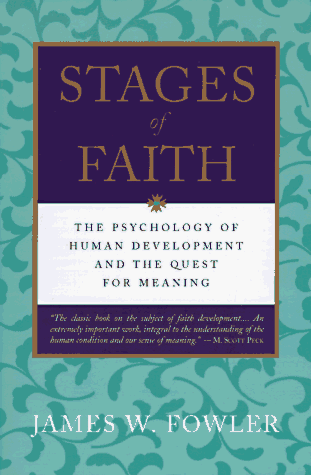 STAGES
of
FAITH
THE PSYCHOLOGY OF
HUMAN DEVELOPMENT
AND THE QUEST
FOR MEANING
"The classic book on the subject of faith development.... An
extremely important work, integral to the understanding of the
human condition and our sense of meaning." — M. SCOTT PECK
JAMES W. FOWLER